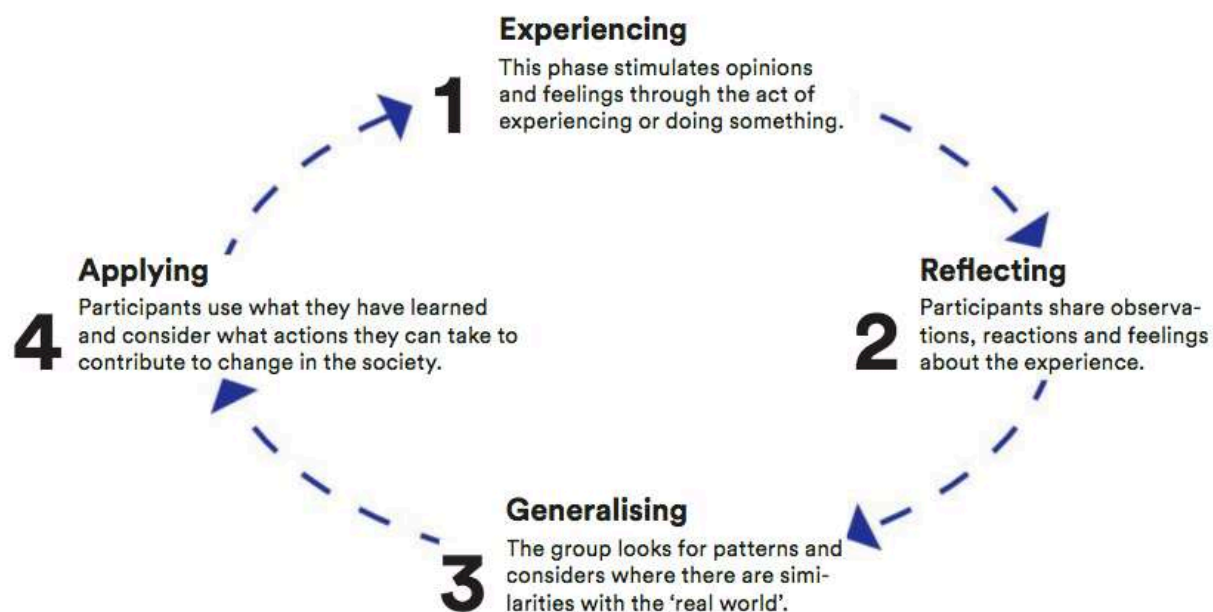 Experiencing
1
This phase stimulates opinions
and feelings through the act of
experiencing or doing something.
Reflecting
2
Participants share observa-
tions, reactions and feelings
about the experience.
Generalising
3
The group looks for patterns and
considers where there are simi-
larities with the ‘real world’.
Applying
4
Participants use what they have learned
and consider what actions they can take to
contribute to change in the society.